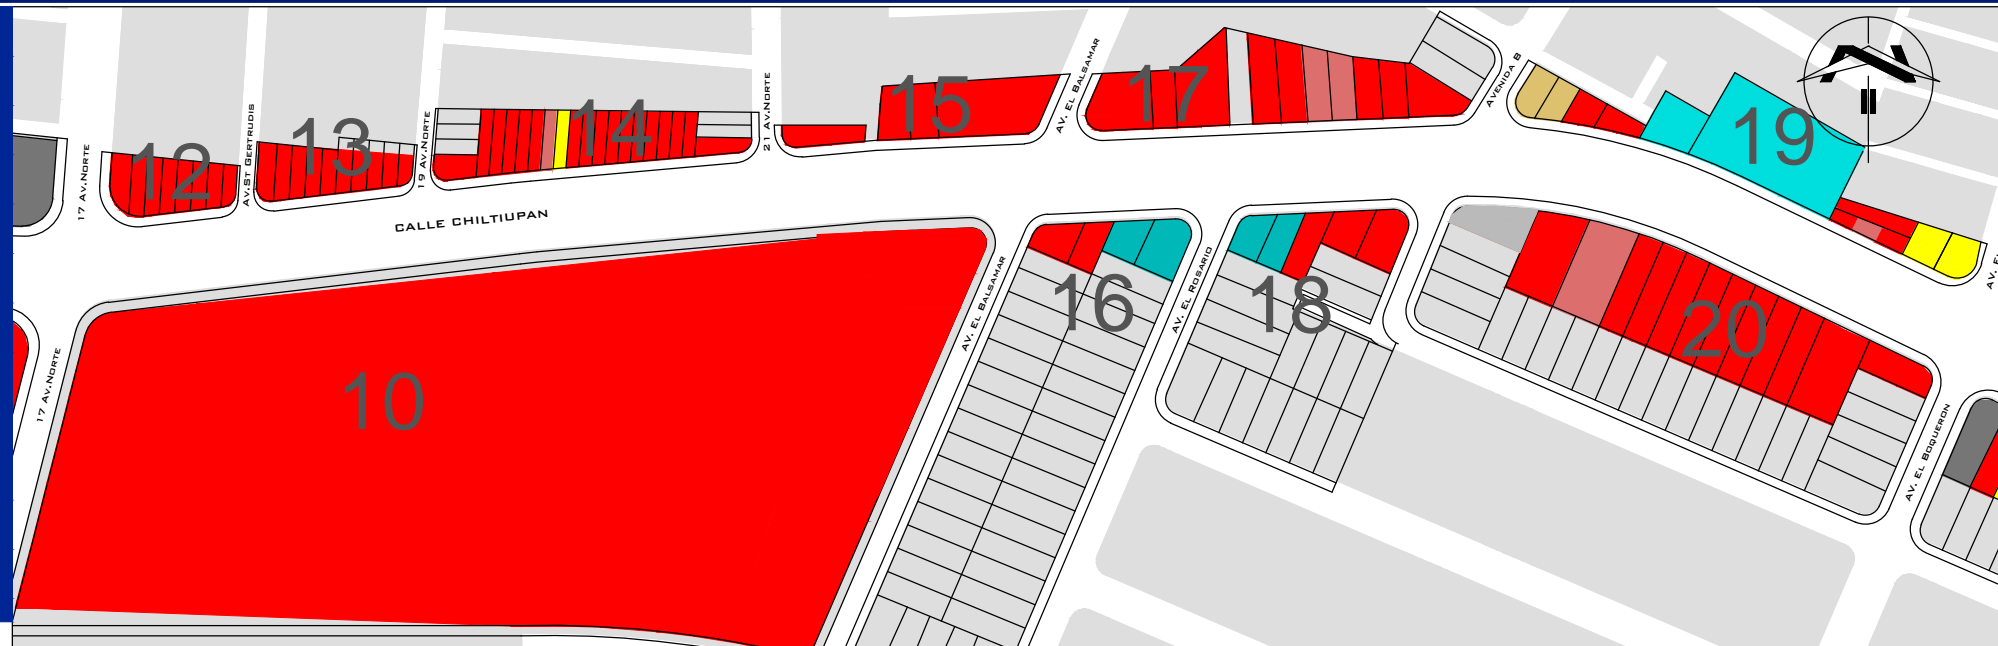 12
13
14
15
17
19
17 AV.NORTE
AV.ST GERTRUDIS
19 AV.NORTE
21 AV.NORTE
AV. EL BALSAMAR
AVENIDA B
CALLE CHILTIUPAN
10
16
18
20
17 AV.NORTE
AV. EL BALSAMAR
AV. EL ROSARIO
AV. EL BOQUERON